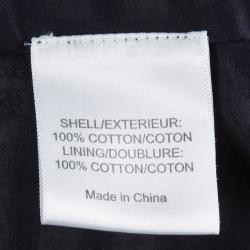 SHELL/EXTERIEUR:
100% COTTON/COTON
LINING/DOUBLURE:
100% COTTON/COTON
Made in China